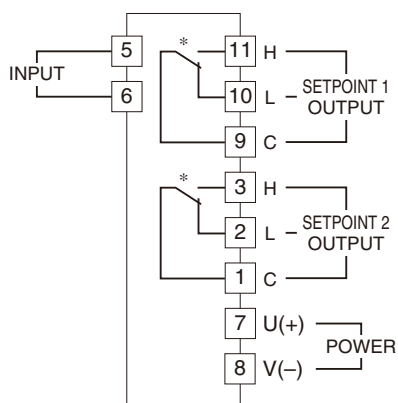 INPUT
5
6
*
11 H
10 L
9 C
SETPOINT 1
OUTPUT
*
3 H
2 L
1 C
SETPOINT 2
OUTPUT
7 U(+)
8 V(–)
POWER